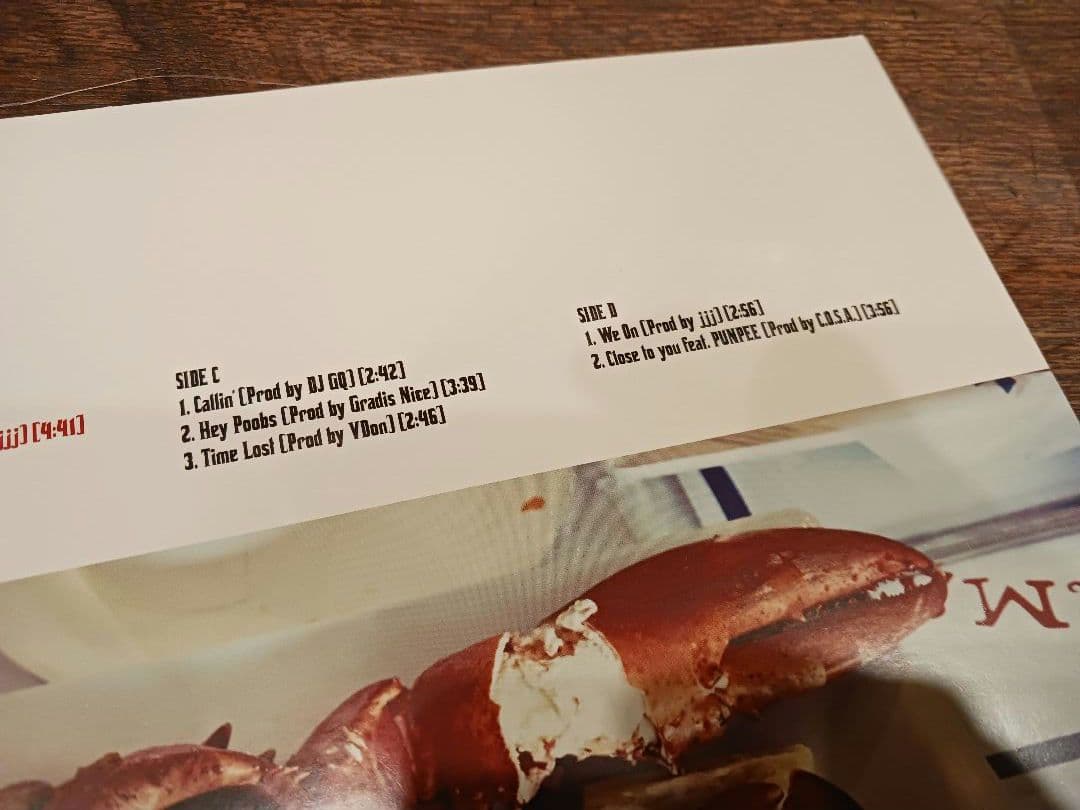 jjj) [4:41]
SIDE C
1. Callin' (Prod by DJ GQ) [2:42]
2. Hey Poobs (Prod by Gradis Nice) [3:39]
3. Time Lost (Prod by VDon) [2:46]
SIDE D
1. We On (Prod by jjj) [2:56]
2. Close to you feat. PUNPEE (Prod by C.O.S.A.) [3:56]
M